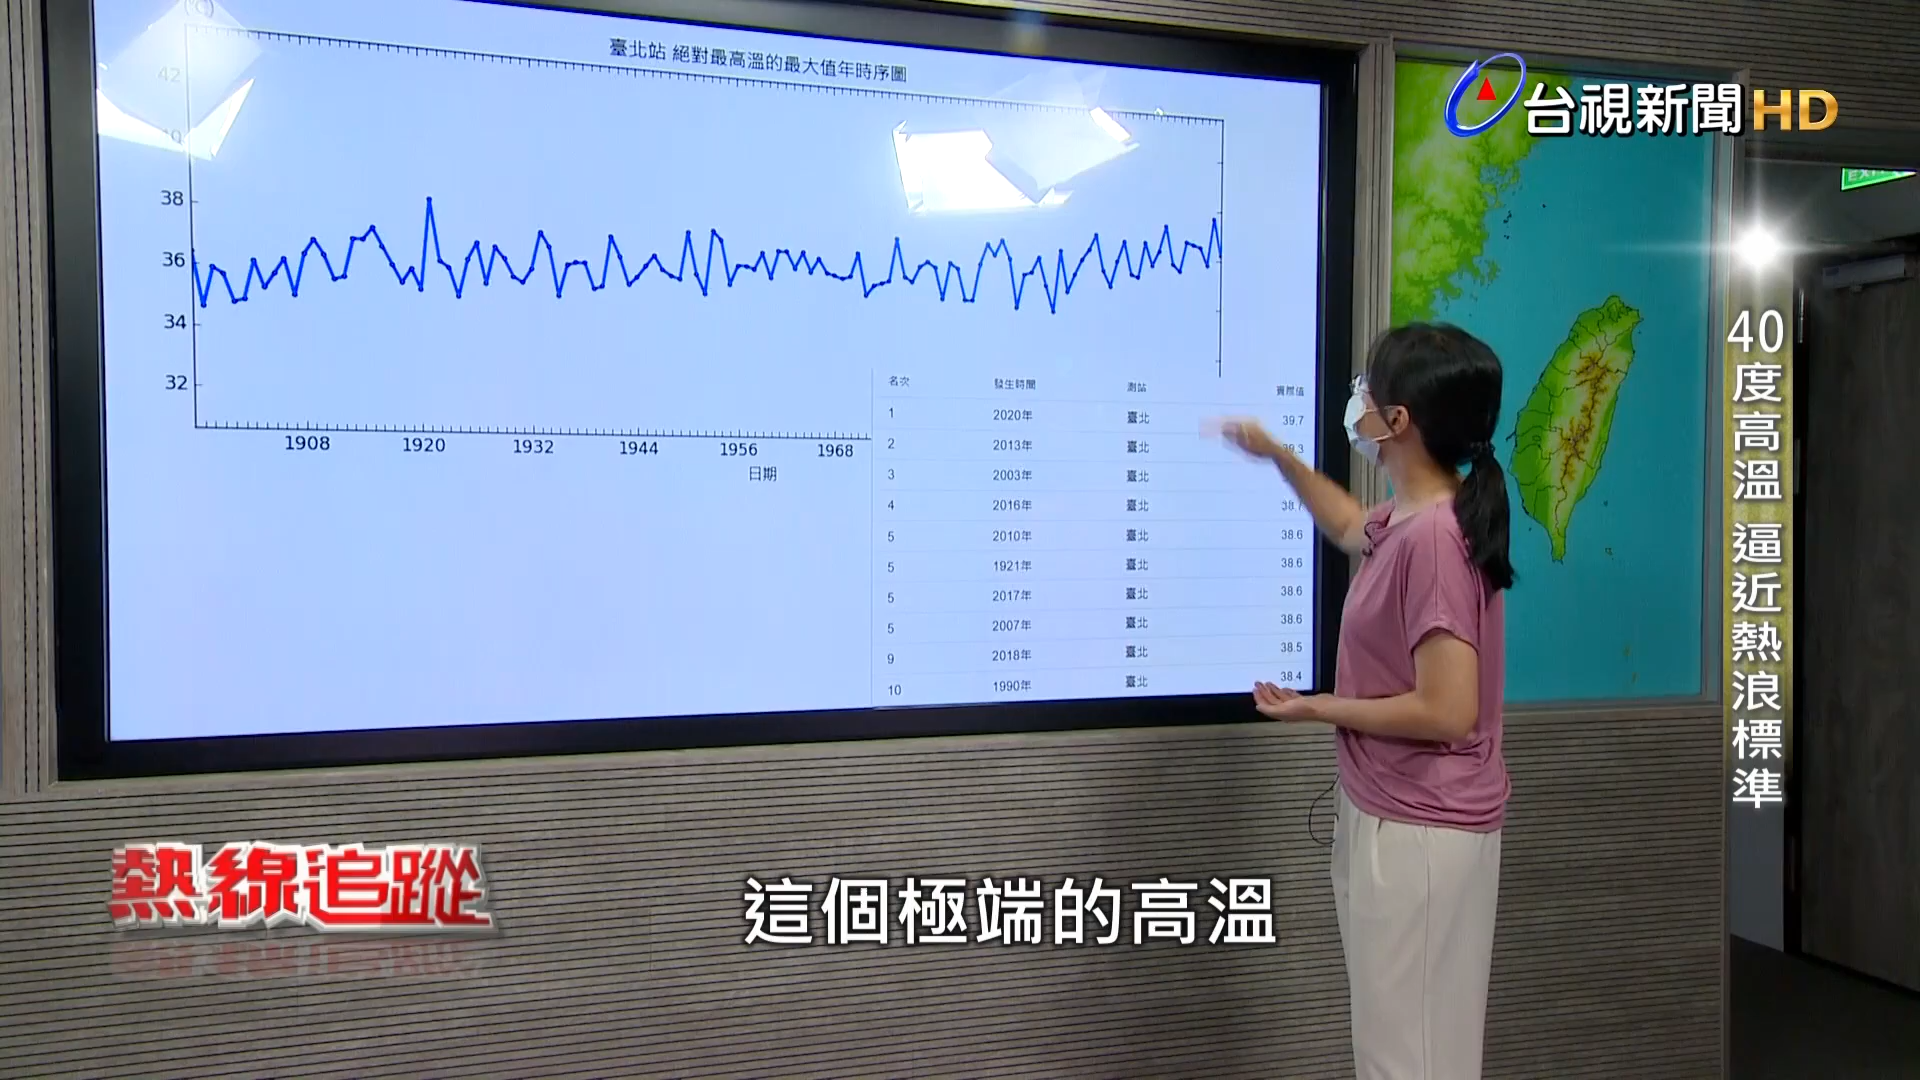 (℃)
臺北站 絕對最高溫的最大值年時序圖
42
38
36
34
32
1908 1920 1932 1944 1956 1968
日期
名次 發生時間 測站 實際值
1 2020年 臺北 39.7
2 2013年 臺北
3 2003年 臺北
4 2016年 臺北
5 2010年 臺北 38.6
5 1921年 臺北 38.6
5 2017年 臺北 38.6
5 2007年 臺北 38.6
9 2018年 臺北 38.5
10 1990年 臺北 38.4
台視新聞HD
EXIT
40度高溫 逼近熱浪標準
熱線追蹤
這個極端的高溫